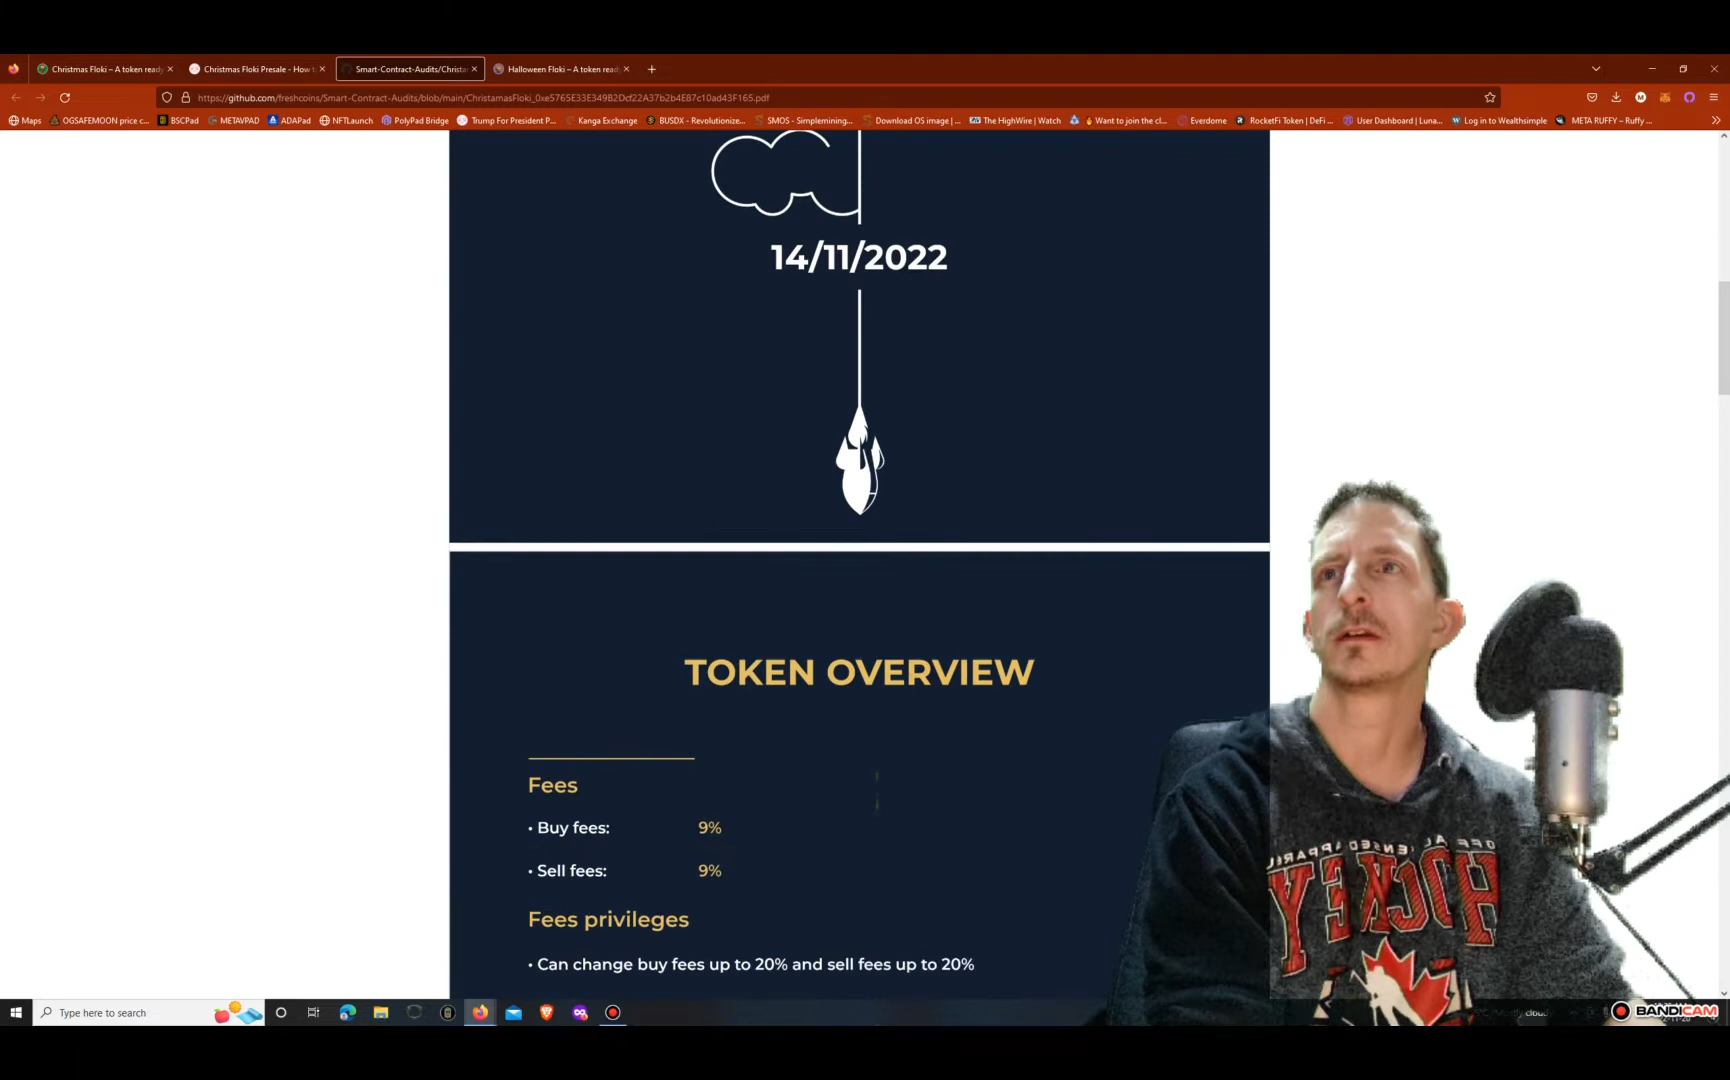 Christmas Floki – A token read
Christmas Floki Presale - How t
Smart-Contract-Audits/Christa
Halloween Floki – A token read
https://github.com/freshcoins/Smart-Contract-Audits/blob/main/ChristamasFloki_0xe5765E33E349B2Dcf22A37b2b4E87c10ad43F165.pdf
Maps
OGSAFEMOON price c...
BSCPad
METAVPAD
ADAPad
NFTLaunch
PolyPad Bridge
Trump For President P...
Kanga Exchange
BUSDX - Revolutionize...
SMOS - Simplemining...
Download OS image | ...
The HighWire | Watch
Want to join the cl...
Everdome
RocketFi Token | DeFi ...
User Dashboard | Luna...
Log in to Wealthsimple
META RUFFY – Ruffy ...
14/11/2022
TOKEN OVERVIEW
Fees
• Buy fees: 9%
• Sell fees: 9%
Fees privileges
• Can change buy fees up to 20% and sell fees up to 20%
HOCKEY
Type here to search
BANDICAM